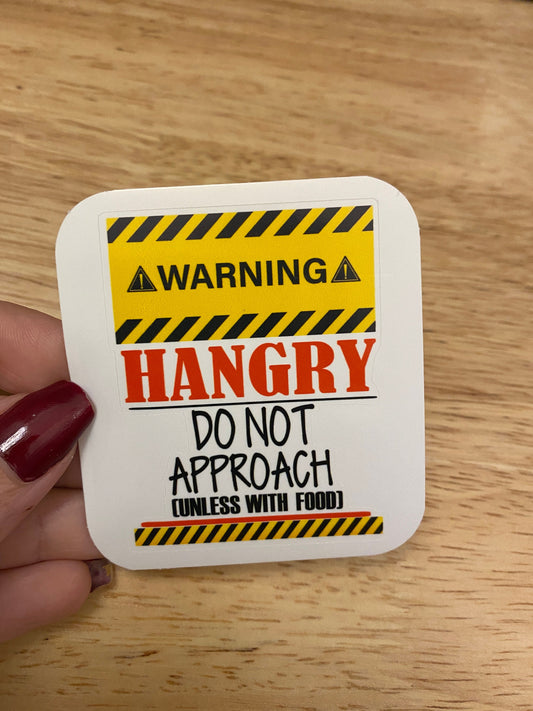 WARNING
HANGRY
DO NOT
APPROACH
(UNLESS WITH FOOD)